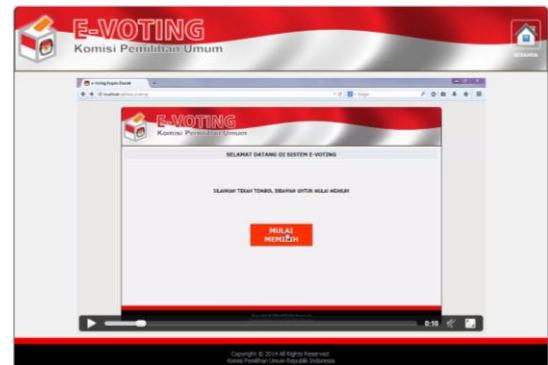 E-VOTING
Komisi Pemilihan Umum
BERANDA
E-VOTING
Komisi Pemilihan Umum
SELAMAT DATANG DI SISTEM E-VOTING
SILAHKAN TEKAN TOMBOL DIBAWAH UNTUK MULAI MEMILIH
MULAI
MEMILIH
0:16
Copyright © 2014 All Rights Reserved
Komisi Pemilihan Umum Republik Indonesia